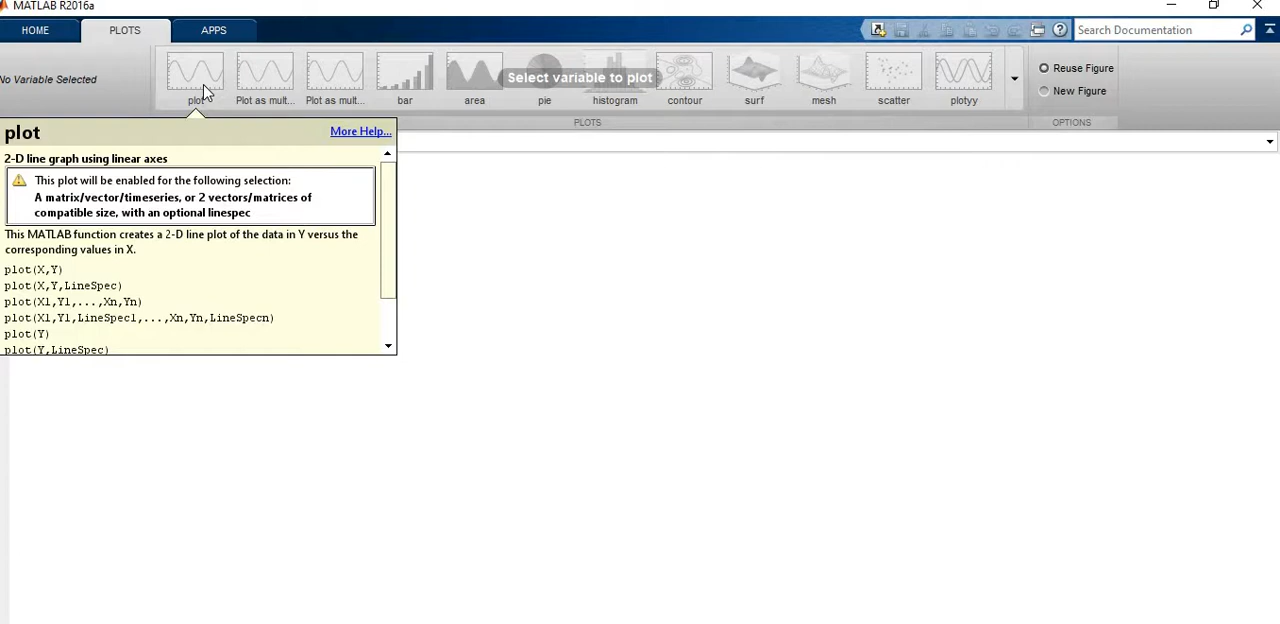 MATLAB R2016a
HOME
PLOTS
APPS
Search Documentation
No Variable Selected
Select variable to plot
plot
Plot as mult...
Plot as mult...
bar
area
pie
histogram
contour
surf
mesh
scatter
plotyy
Reuse Figure
New Figure
PLOTS
OPTIONS
plot
More Help...
2-D line graph using linear axes
This plot will be enabled for the following selection:
A matrix/vector/timeseries, or 2 vectors/matrices of
compatible size, with an optional linespec
This MATLAB function creates a 2-D line plot of the data in Y versus the
corresponding values in X.
plot(X,Y)
plot(X,Y,LineSpec)
plot(X1,Y1,...,Xn,Yn)
plot(X1,Y1,LineSpec1,...,Xn,Yn,LineSpecn)
plot(Y)
plot(Y,LineSpec)